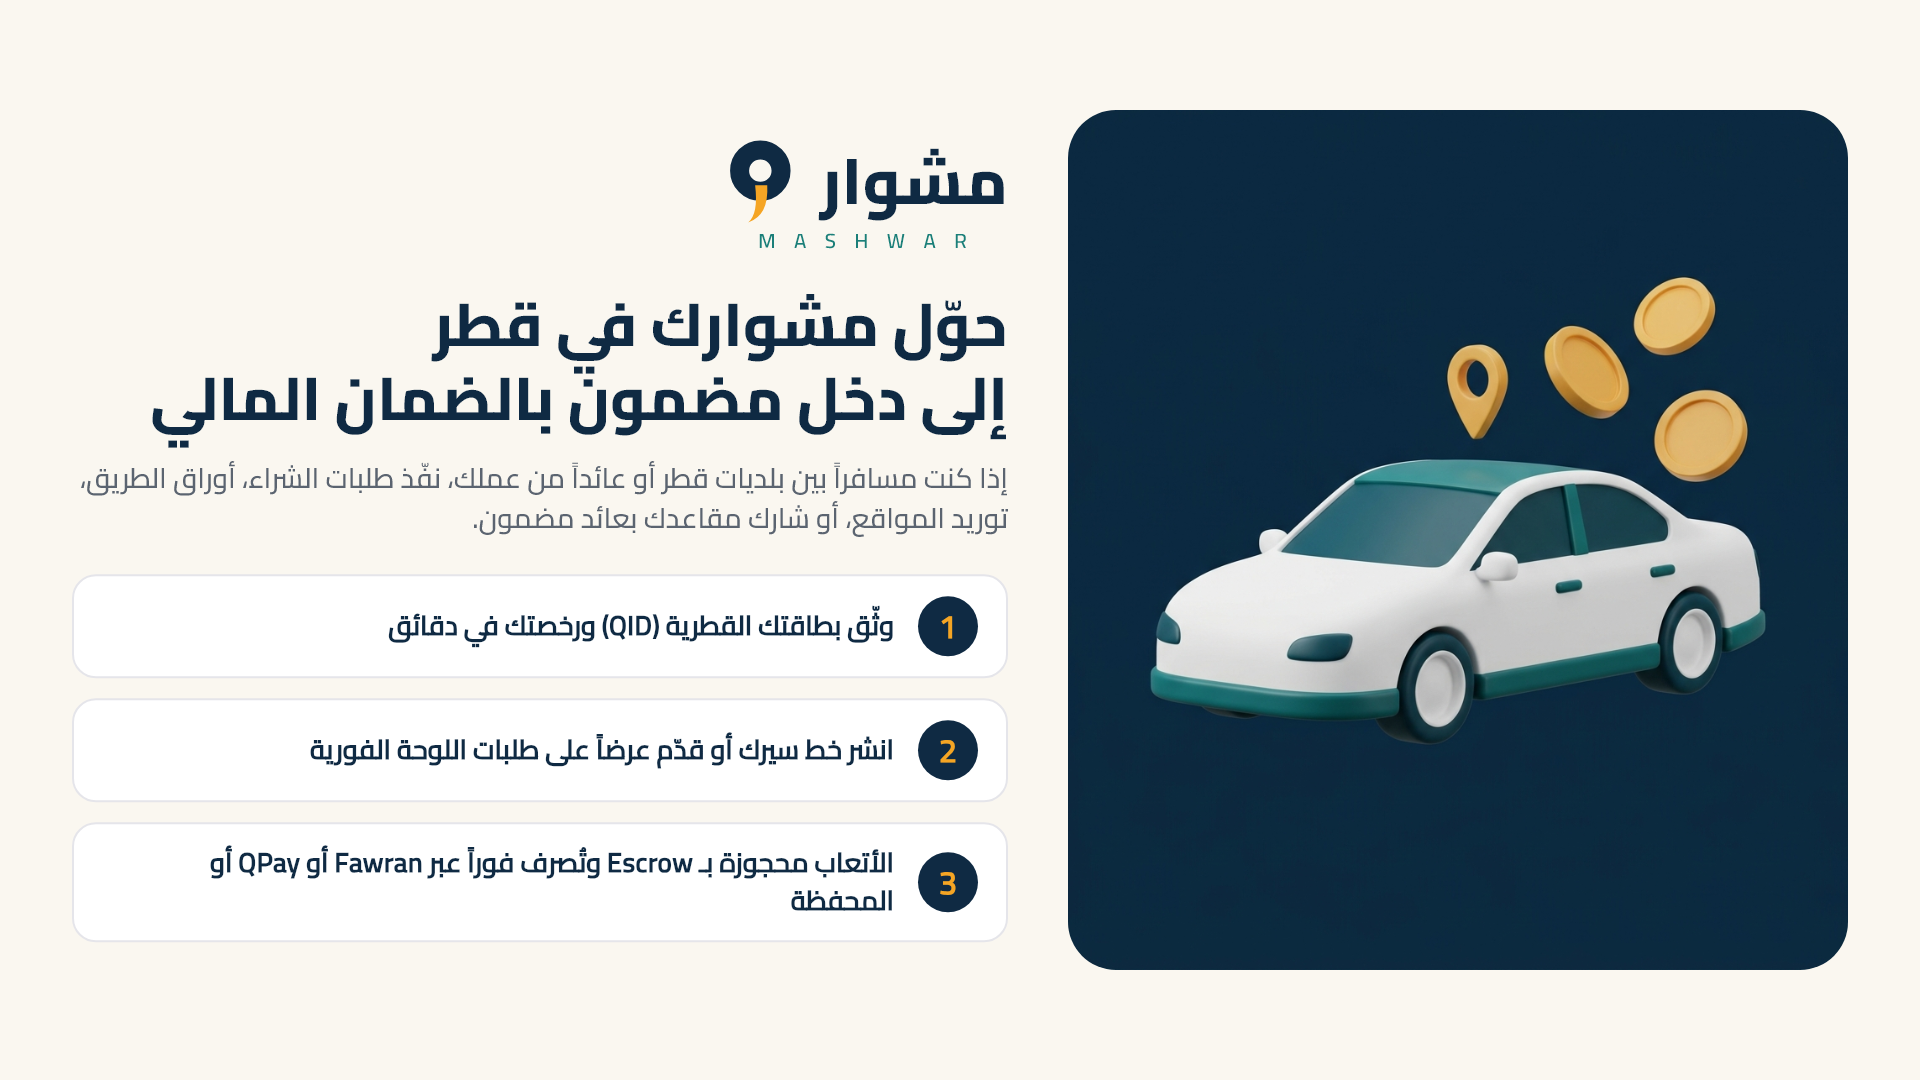 مشوار
MASHWAR
حوّل مشوارك في قطر
إلى دخل مضمون بالضمان المالي
إذا كنت مسافراً بين بلديات قطر أو عائداً من عملك، نفّذ طلبات الشراء، أوراق الطريق،
توريد المواقع، أو شارك مقاعدك بعائد مضمون.
1
وثّق بطاقتك القطرية (QID) ورخصتك في دقائق
2
انشر خط سيرك أو قدّم عرضاً على طلبات اللوحة الفورية
3
الأتعاب محجوزة بـ Escrow وتُصرف فوراً عبر Fawran أو QPay أو
المحفظة